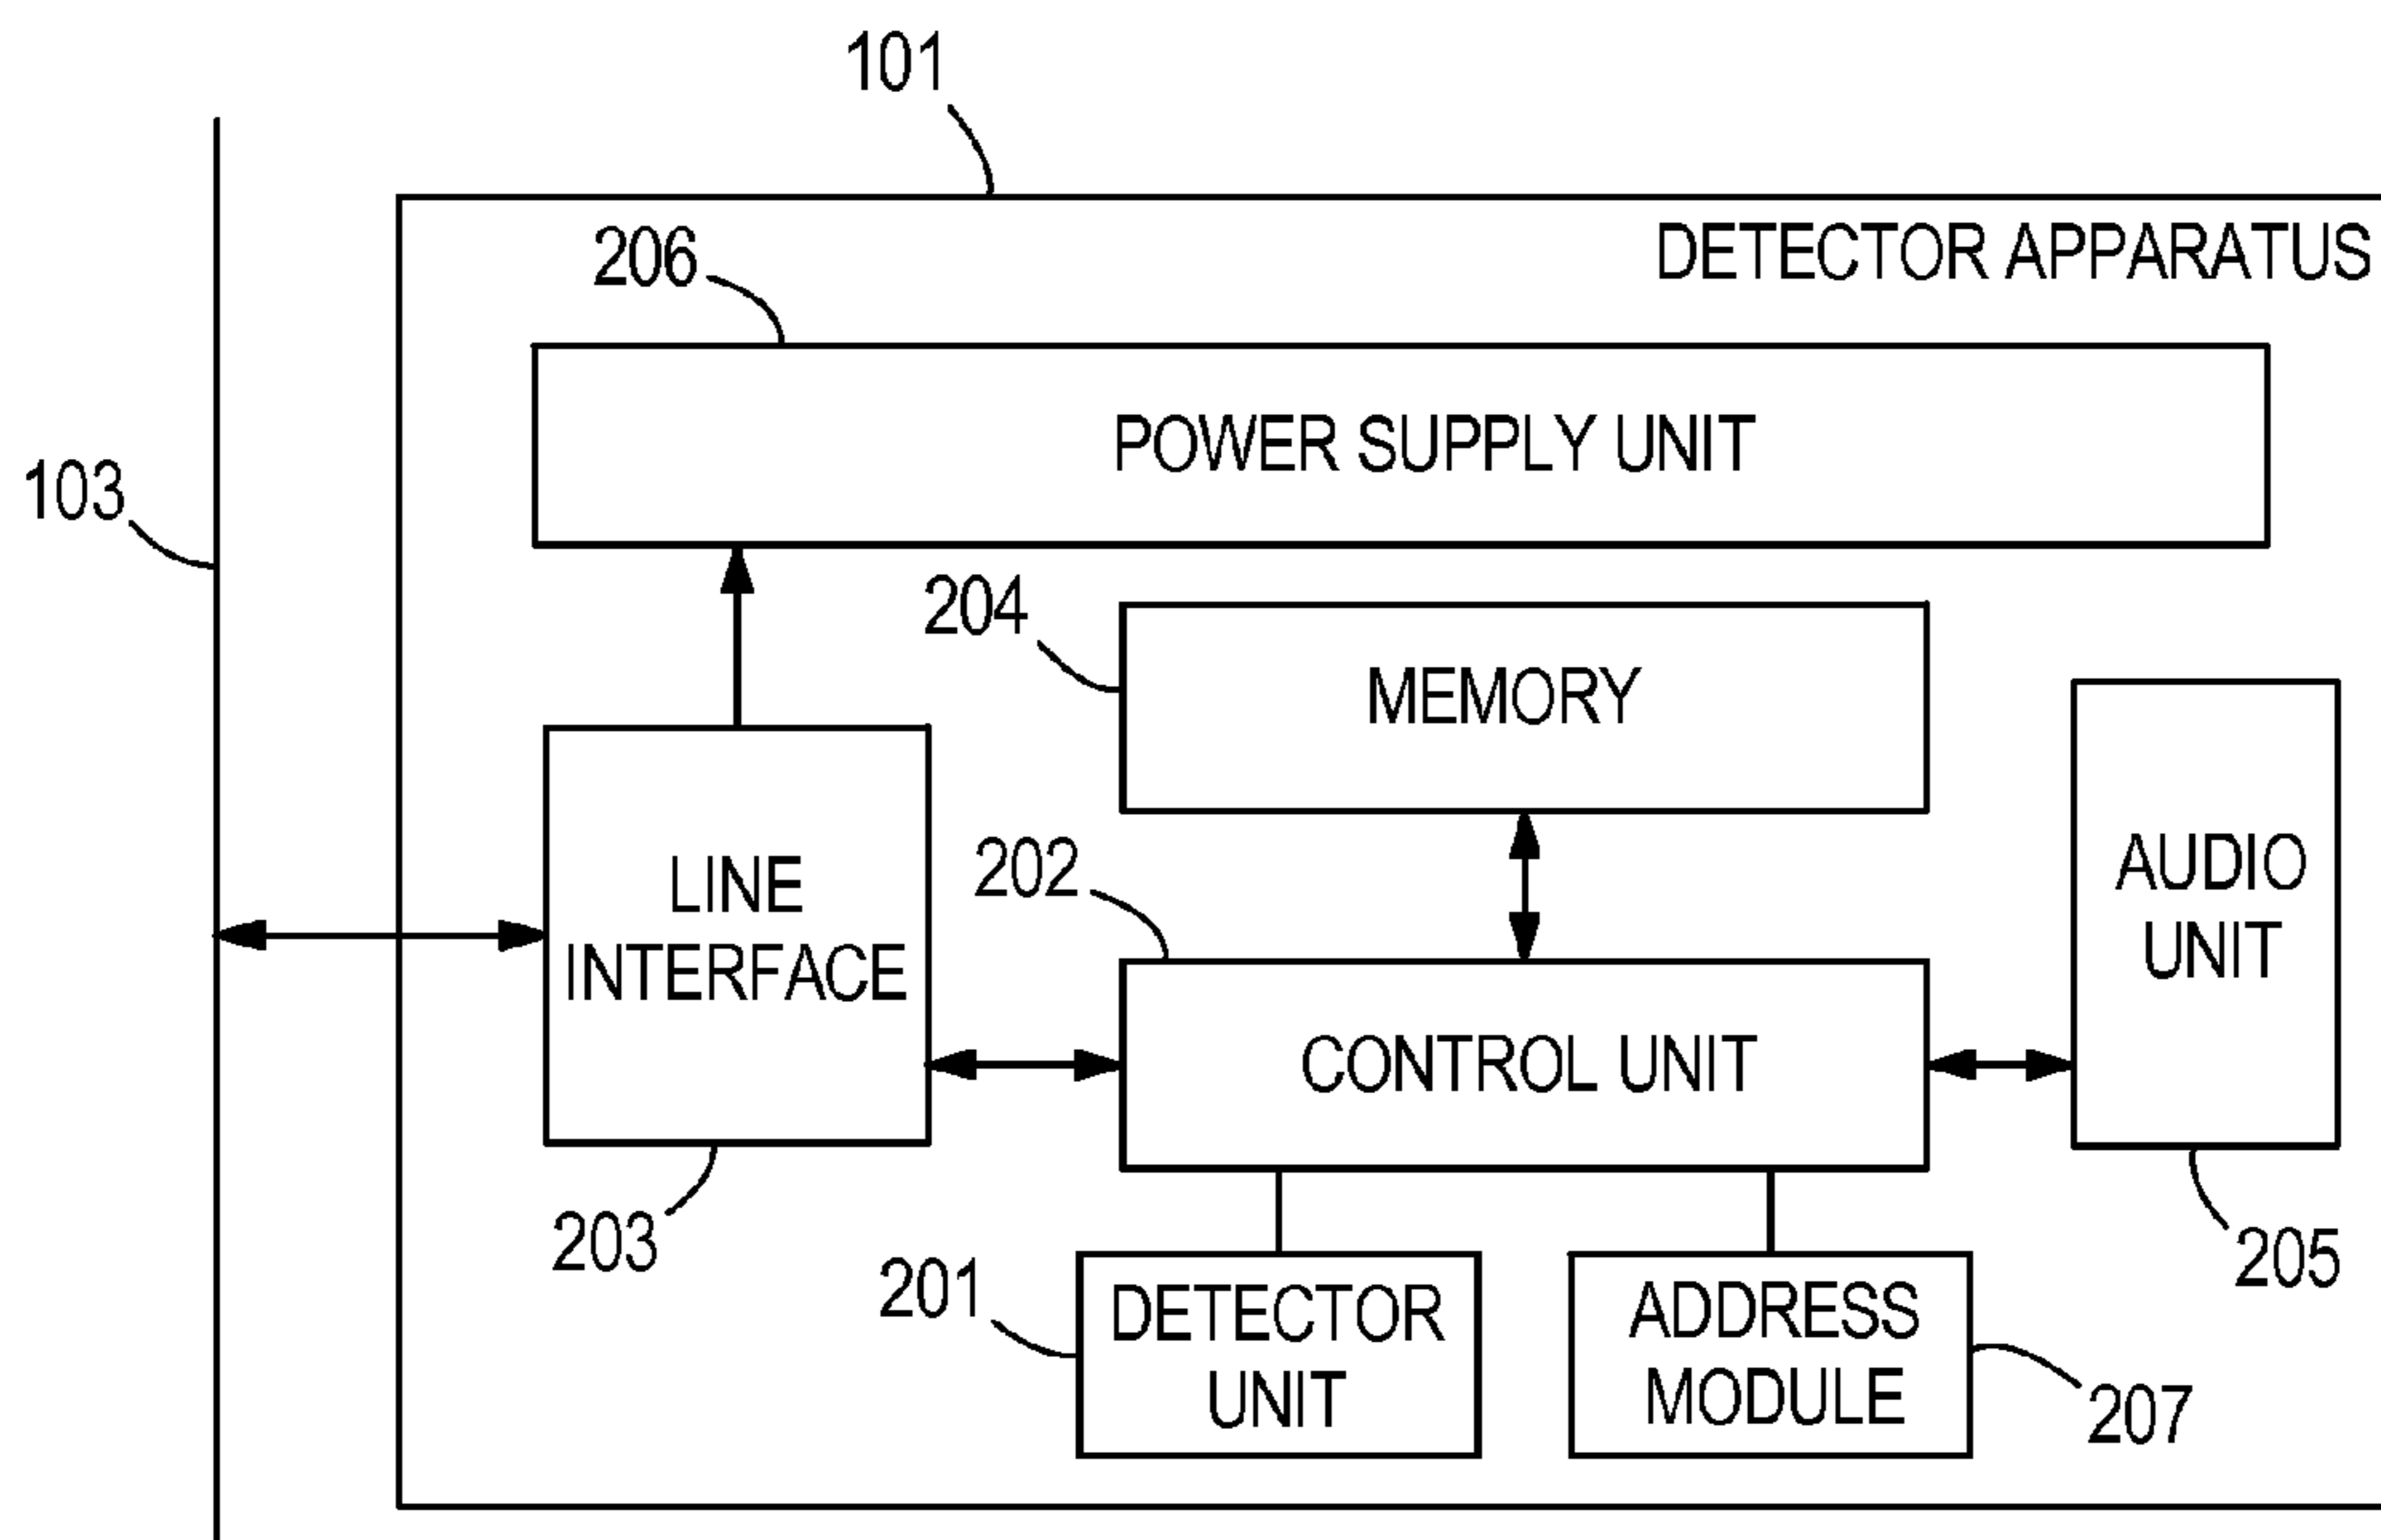 101
DETECTOR APPARATUS
206
POWER SUPPLY UNIT
103
204
MEMORY
202
LINE
INTERFACE
AUDIO
UNIT
CONTROL UNIT
203
205
201
DETECTOR
UNIT
ADDRESS
MODULE
207